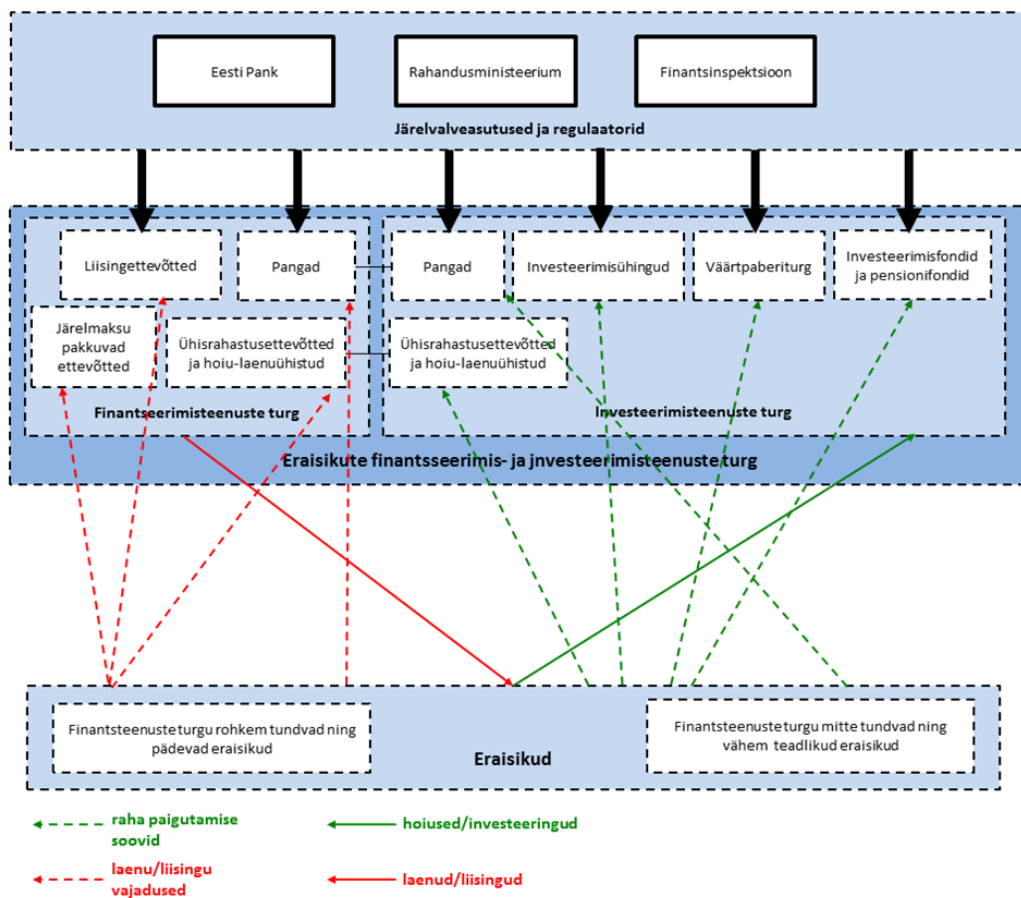 Eesti Pank
Rahandusministeerium
Finantsinspektsioon
Järelvalveasutused ja regulaatorid
Liisingettevõtted
Pangad
Pangad
Investeerimisühingud
Väärtpaberiturg
Investeerimisfondid
ja pensionifondid
Järelmaksu
pakkuvad
ettevõtted
Ühisrahastusettevõtted
ja hoiu-laenuühistud
Ühisrahastusettevõtted
ja hoiu-laenuühistud
Finantseerimisteenuste turg
Investeerimisteenuste turg
Eraisikute finantsseerimis- ja jnvesteerimisteenuste turg
Finantsteenuste turgu rohkem tundvad ning
pädevad eraisikud
Finantsteenuste turgu mitte tundvad ning
vähem teadlikud eraisikud
Eraisikud
raha paigutamise
soovid
hoiused/investeeringud
laenu/liisingu
vajadused
laenud/liisingud